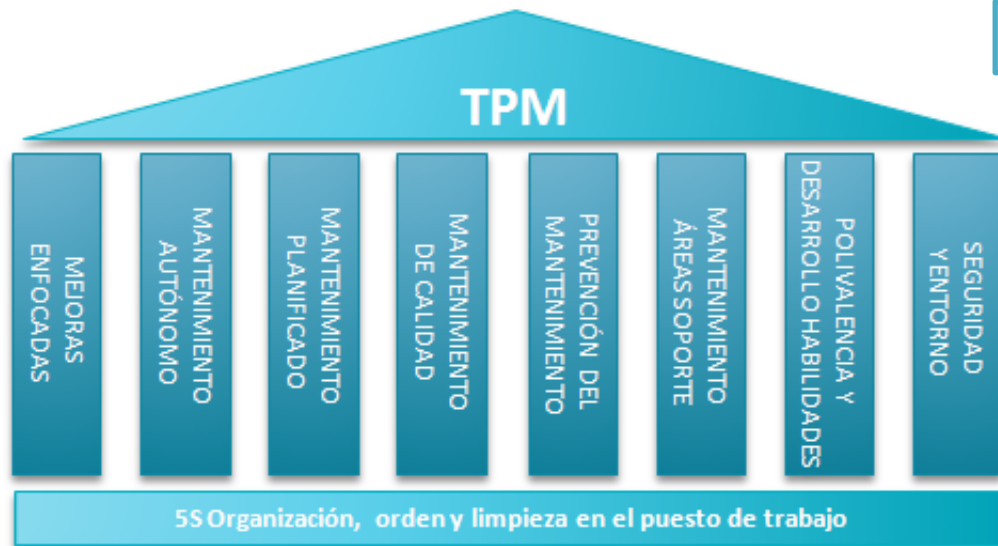 TPM
MEJORAS
ENFOCADAS
MANTENIMIENTO
AUTÓNOMO
MANTENIMIENTO
PLANIFICADO
MANTENIMIENTO
DE CALIDAD
PREVENCIÓN DEL
MANTENIMIENTO
MANTENIMIENTO
ÁREAS SOPORTE
POLIVALENCIA Y
DESARROLLO HABILIDADES
SEGURIDAD
Y ENTORNO
5S Organización, orden y limpieza en el puesto de trabajo